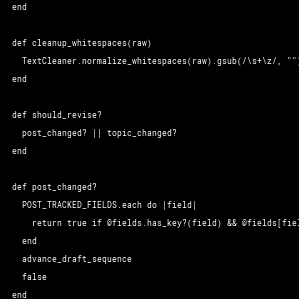 end
def cleanup_whitespaces(raw)
TextCleaner.normalize_whitespaces(raw).gsub(/\s+\z/, "")
end
def should_revise?
post_changed? || topic_changed?
end
def post_changed?
POST_TRACKED_FIELDS.each do |field|
return true if @fields.has_key?(field) && @fields[fiel
end
advance_draft_sequence
false
end